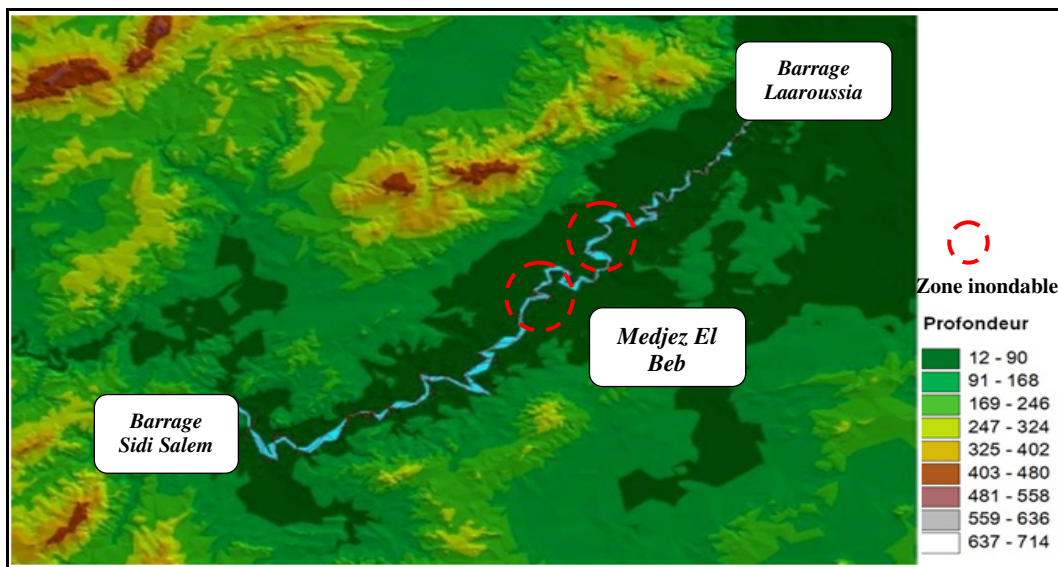 Barrage
Laaroussia
Medjez El
Beb
Barrage
Sidi Salem
Zone inondable
Profondeur
12 - 90
91 - 168
169 - 246
247 - 324
325 - 402
403 - 480
481 - 558
559 - 636
637 - 714